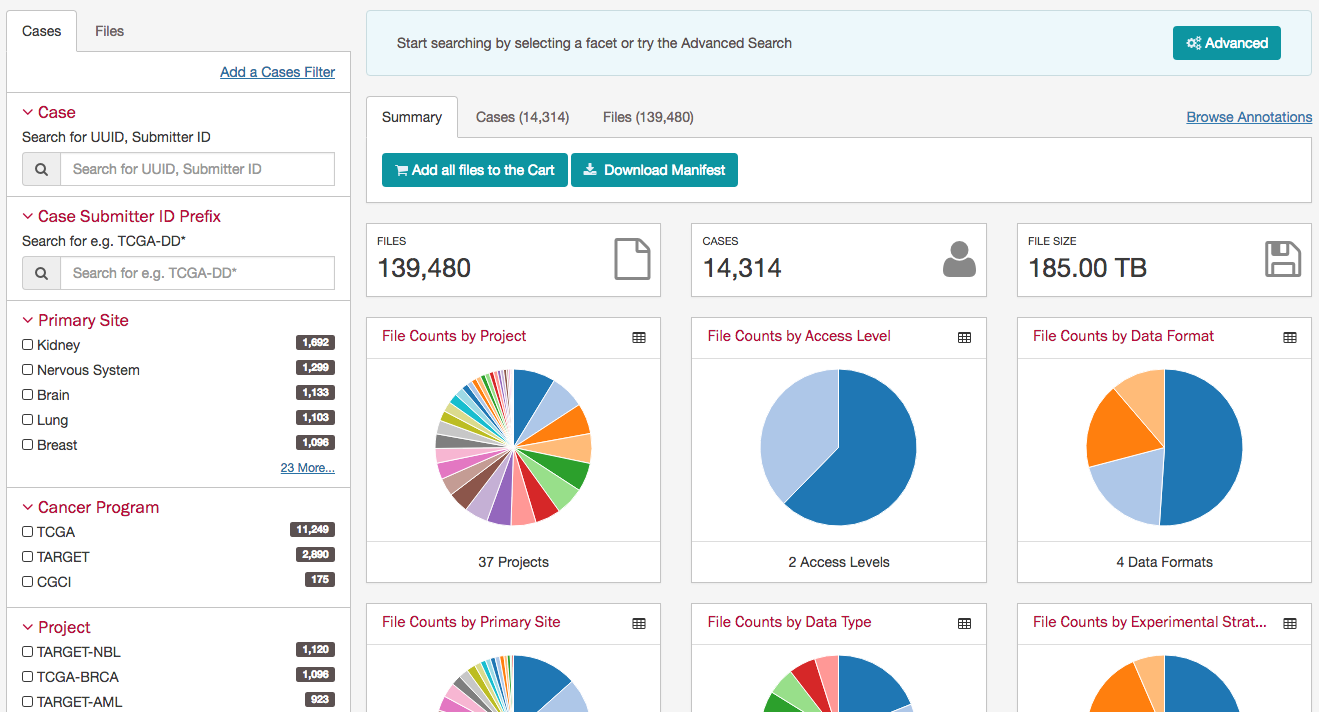 Cases
Files
Add a Cases Filter
Case
Search for UUID, Submitter ID
Search for UUID, Submitter ID
Case Submitter ID Prefix
Search for e.g. TCGA-DD*
Search for e.g. TCGA-DD*
Primary Site
Kidney 1,692
Nervous System 1,299
Brain 1,133
Lung 1,103
Breast 1,096
23 More...
Cancer Program
TCGA 11,249
TARGET 2,890
CGCI 175
Project
TARGET-NBL 1,120
TCGA-BRCA 1,096
TARGET-AML 923
Start searching by selecting a facet or try the Advanced Search
Advanced
Summary
Cases (14,314)
Files (139,480)
Browse Annotations
Add all files to the Cart
Download Manifest
FILES
139,480
CASES
14,314
FILE SIZE
185.00 TB
File Counts by Project
37 Projects
File Counts by Access Level
2 Access Levels
File Counts by Data Format
4 Data Formats
File Counts by Primary Site
File Counts by Data Type
File Counts by Experimental Strat...